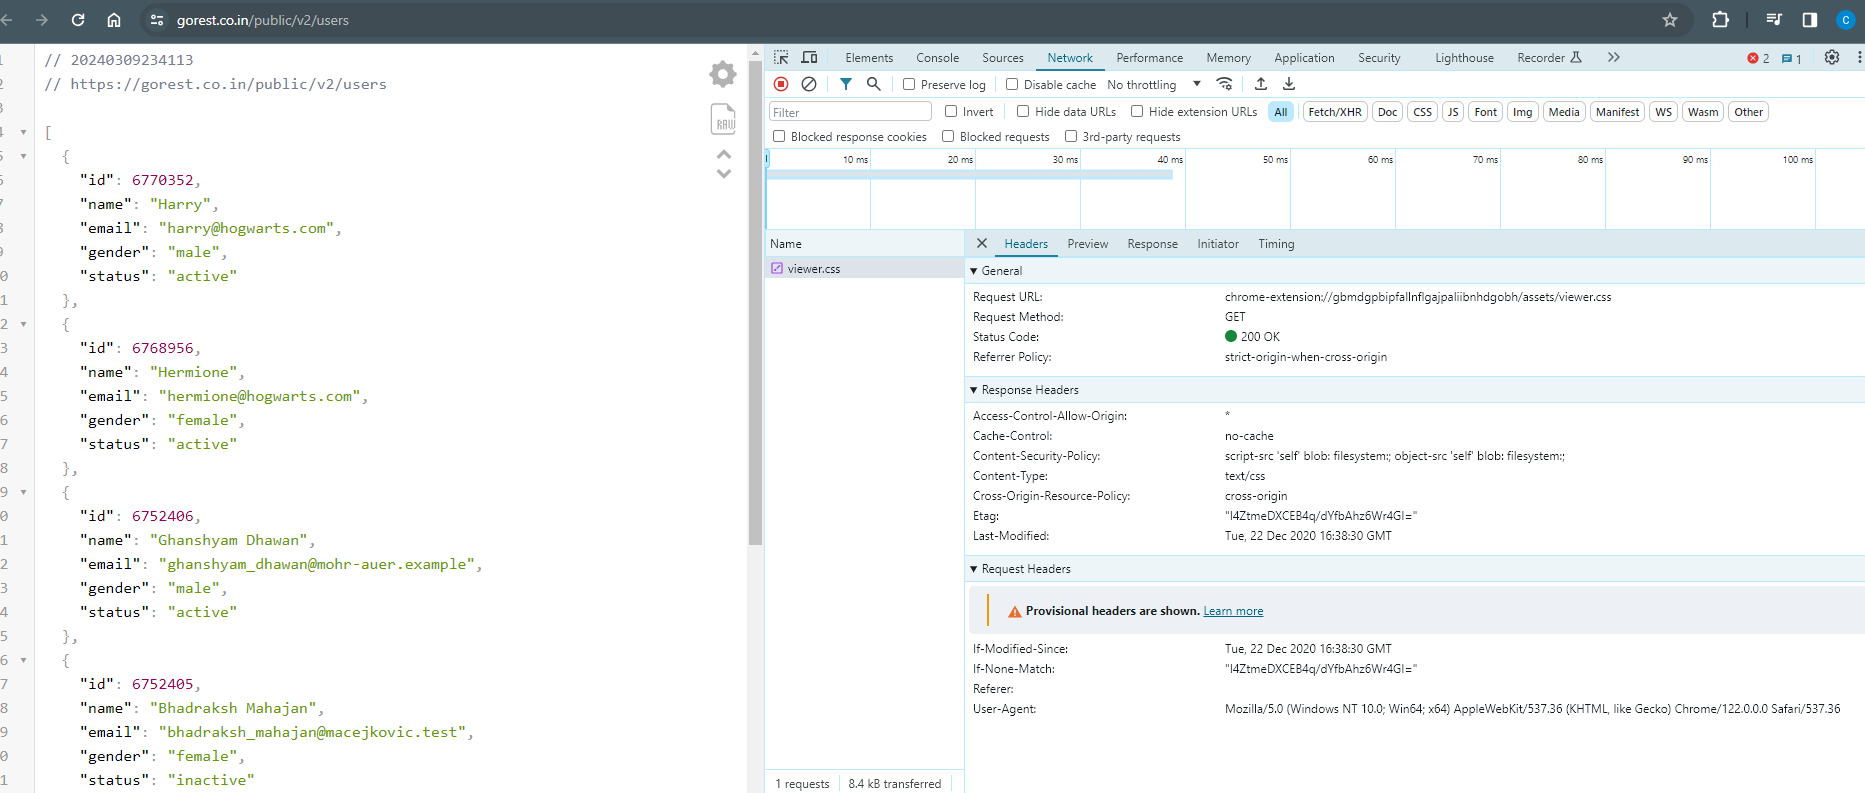 gorest.co.in/public/v2/users
C
// 20240309234113
// https://gorest.co.in/public/v2/users
[
{
"id": 6770352,
"name": "Harry",
"email": "harry@hogwarts.com",
"gender": "male",
"status": "active"
},
{
"id": 6768956,
"name": "Hermione",
"email": "hermione@hogwarts.com",
"gender": "female",
"status": "active"
},
{
"id": 6752406,
"name": "Ghanshyam Dhawan",
"email": "ghanshyam_dhawan@mohr-auer.example",
"gender": "male",
"status": "active"
},
{
"id": 6752405,
"name": "Bhadraksh Mahajan",
"email": "bhadraksh_mahajan@macejkovic.test",
"gender": "female",
"status": "inactive"
RAW
Elements Console Sources Network Performance Memory Application Security Lighthouse Recorder 2 1
Preserve log Disable cache No throttling
Filter Invert Hide data URLs Hide extension URLs All Fetch/XHR Doc CSS JS Font Img Media Manifest WS Wasm Other
Blocked response cookies Blocked requests 3rd-party requests
10 ms 20 ms 30 ms 40 ms 50 ms 60 ms 70 ms 80 ms 90 ms 100 ms
Name
viewer.css
1 requests 8.4 kB transferred
Headers Preview Response Initiator Timing
General
Request URL: chrome-extension://gbmdgpbipfallnflgajpaliibnhdgobh/assets/viewer.css
Request Method: GET
Status Code: 200 OK
Referrer Policy: strict-origin-when-cross-origin
Response Headers
Access-Control-Allow-Origin: *
Cache-Control: no-cache
Content-Security-Policy: script-src 'self' blob: filesystem:; object-src 'self' blob: filesystem:;
Content-Type: text/css
Cross-Origin-Resource-Policy: cross-origin
Etag: "I4ZtmeDXCEB4q/dYfbAhz6Wr4GI="
Last-Modified: Tue, 22 Dec 2020 16:38:30 GMT
Request Headers
Provisional headers are shown. Learn more
If-Modified-Since: Tue, 22 Dec 2020 16:38:30 GMT
If-None-Match: "I4ZtmeDXCEB4q/dYfbAhz6Wr4GI="
Referer:
User-Agent: Mozilla/5.0 (Windows NT 10.0; Win64; x64) AppleWebKit/537.36 (KHTML, like Gecko) Chrome/122.0.0.0 Safari/537.36